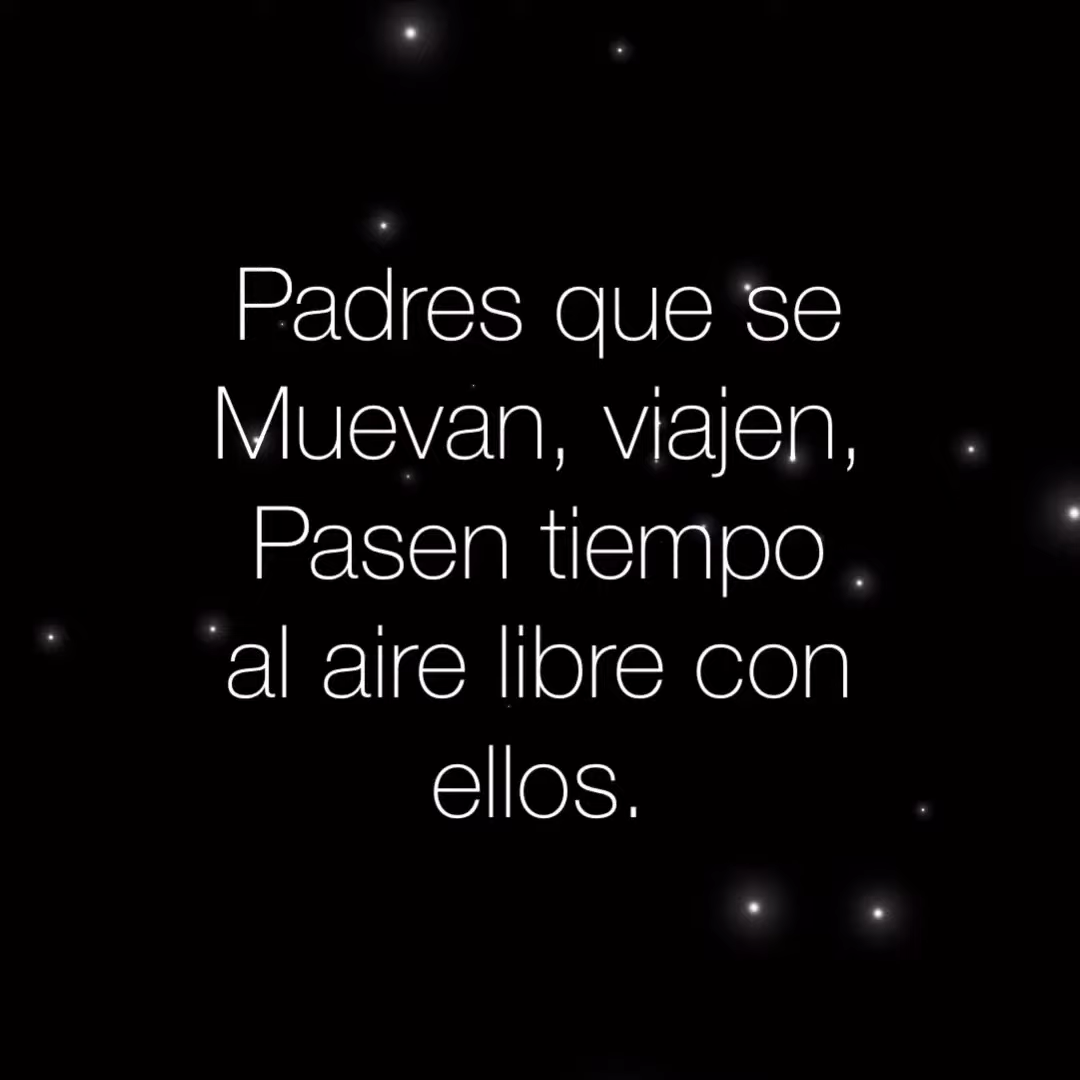 Padres que se
Muevan, viajen,
Pasen tiempo
al aire libre con
ellos.